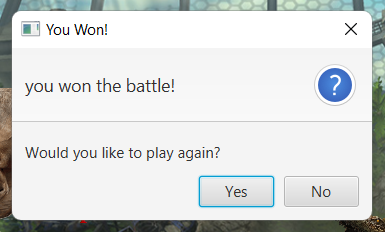 You Won!
you won the battle!
Would you like to play again?
Yes
No